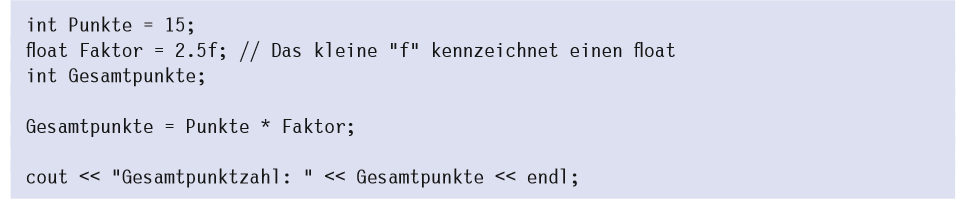 int Punkte = 15;
float Faktor = 2.5f; // Das kleine "f" kennzeichnet einen float
int Gesamtpunkte;
Gesamtpunkte = Punkte * Faktor;
cout << "Gesamtpunktzahl: " << Gesamtpunkte << endl;